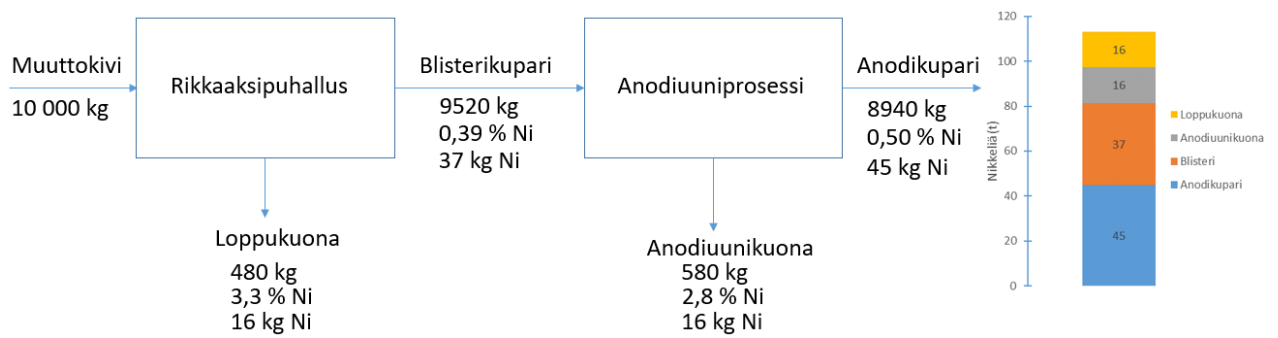 Muuttokivi
10 000 kg
Rikkaaksipuhallus
Blisterikupari
9520 kg
0,39 % Ni
37 kg Ni
Anodiuuniprosessi
Anodikupari
8940 kg
0,50 % Ni
45 kg Ni
Loppukuona
480 kg
3,3 % Ni
16 kg Ni
Anodiuunikuona
580 kg
2,8 % Ni
16 kg Ni
Nikkeliä (t)
120
100
80
60
40
20
0
16
16
37
45
Loppukuona
Anodiuunikuona
Blisteri
Anodikupari